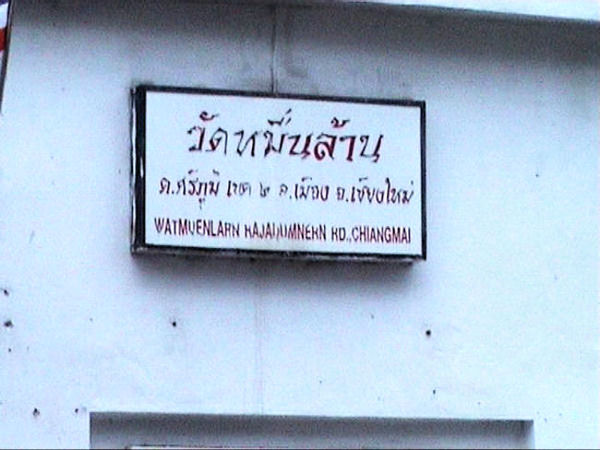 วัดหมื่นล้าน
ต.ศรีภูมิ เขต ๒ อ.เมือง จ.เชียงใหม่
WATMUENLARN RAJADUMNERN RD.,CHIANGMAI